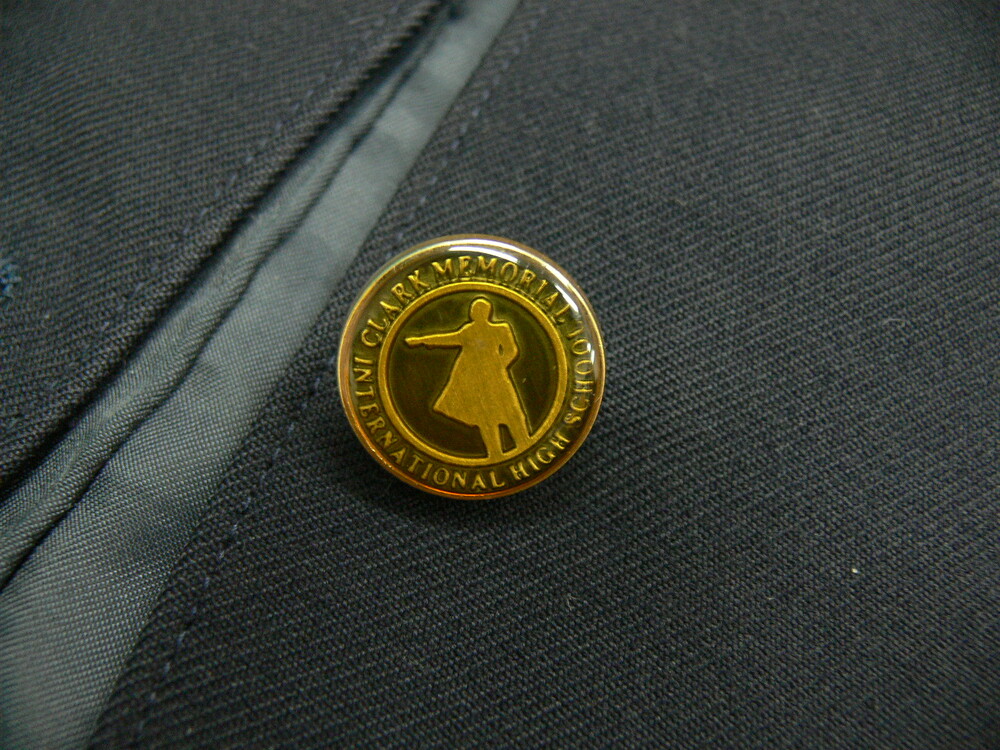 CLARK MEMORIAL
INTERNATIONAL HIGH SCHOOL